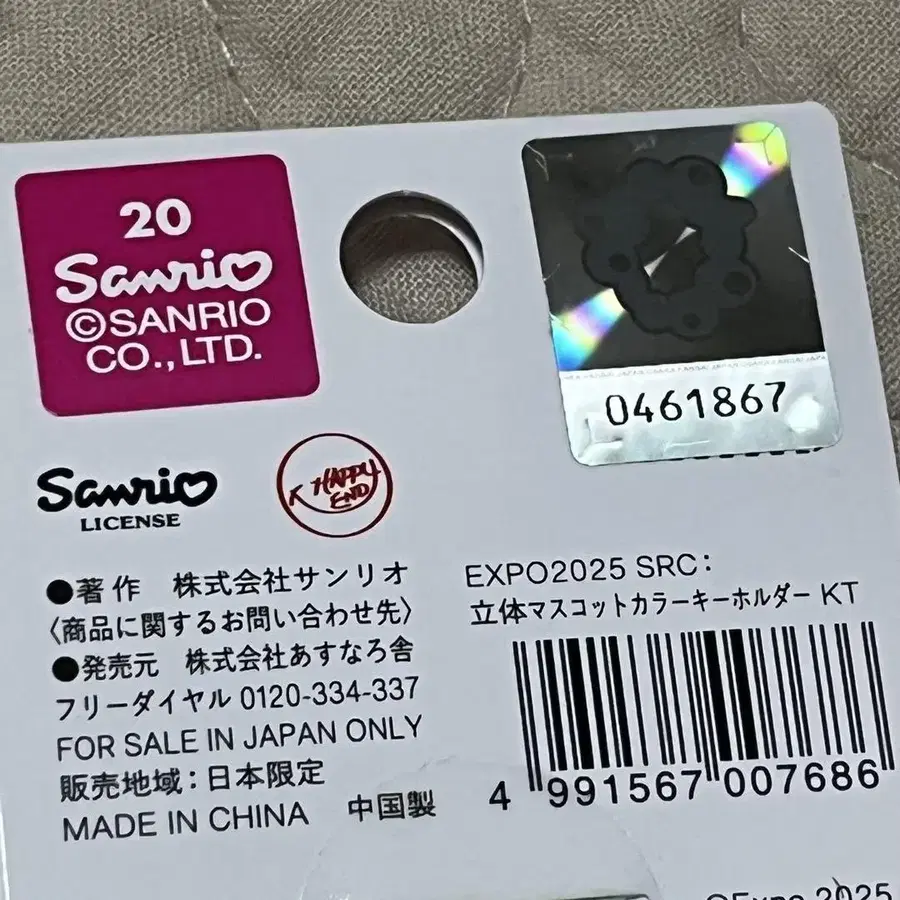 20
Sanrio
©SANRIO
CO.,LTD.
0461867
Sanrio
LICENSE
HAPPY
END
●著作 株式会社サンリオ
〈商品に関するお問い合わせ先〉
●発売元 株式会社あすなろ舎
フリーダイヤル 0120-334-337
FOR SALE IN JAPAN ONLY
販売地域：日本限定
MADE IN CHINA 中国製
EXPO2025 SRC：
立体マスコットカラーキーホルダー KT
4 991567 007686
©Expo 2025